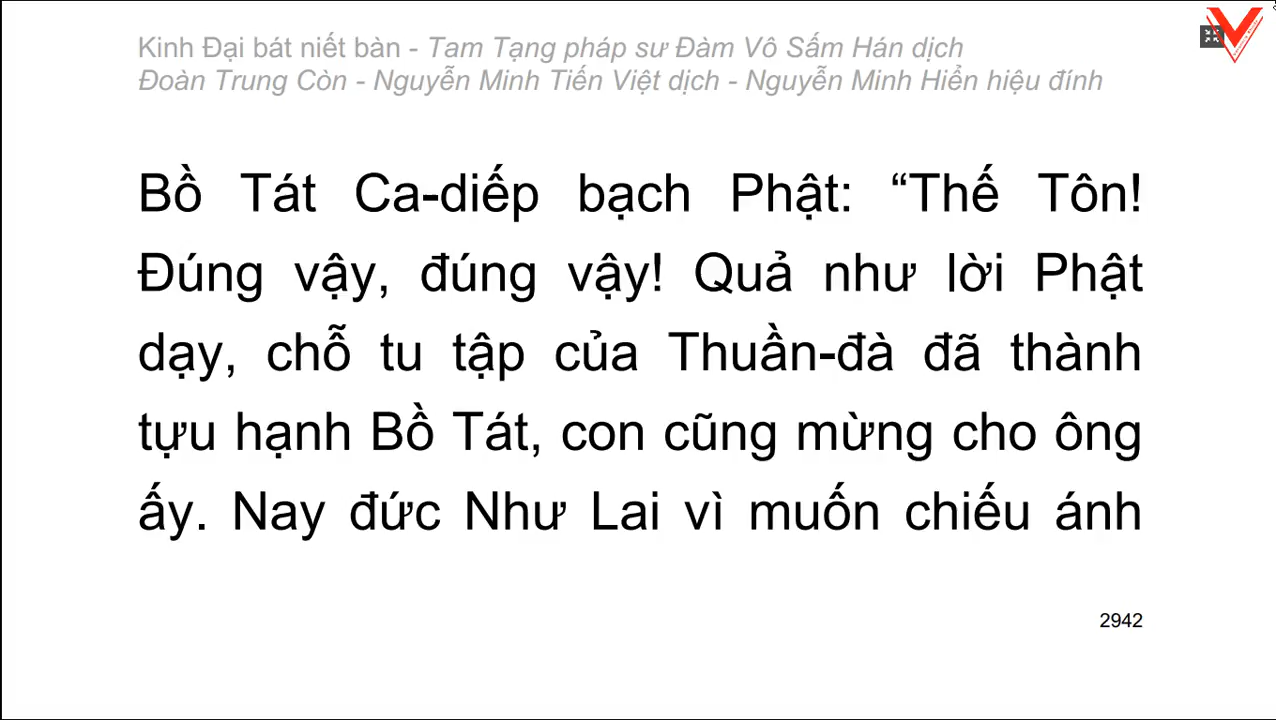 Kinh Đại bát niết bàn - Tam Tạng pháp sư Đàm Vô Sấm Hán dịch
Đoàn Trung Còn - Nguyễn Minh Tiến Việt dịch - Nguyễn Minh Hiển hiệu đính
Bồ Tát Ca-diếp bạch Phật: “Thế Tôn!
Đúng vậy, đúng vậy! Quả như lời Phật
dạy, chỗ tu tập của Thuần-đà đã thành
tựu hạnh Bồ Tát, con cũng mừng cho ông
ấy. Nay đức Như Lai vì muốn chiếu ánh
2942